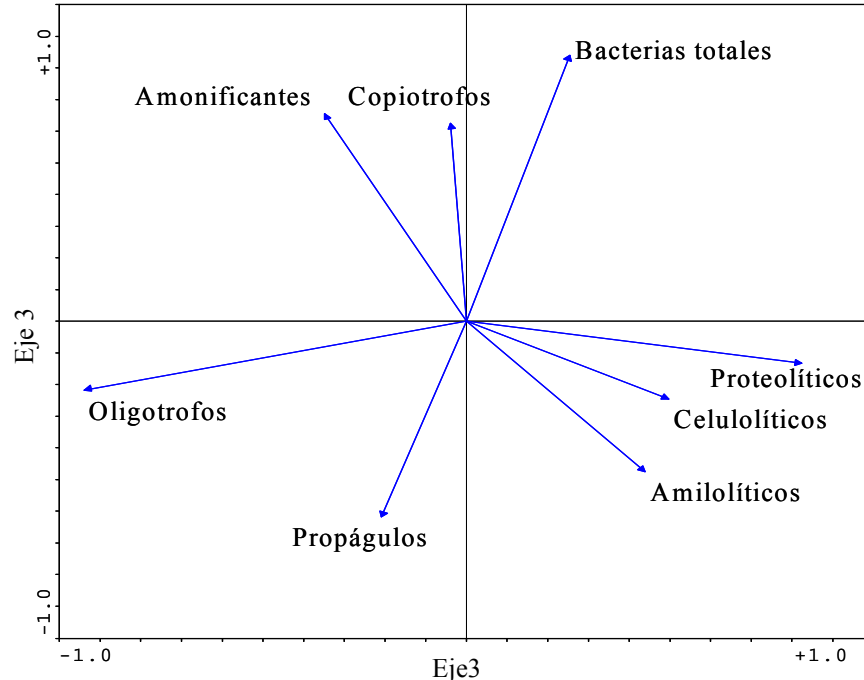 +1.0
Bacterias totales
Amonificantes
Copiotrofos
Eje 3
Proteolíticos
Oligotrofos
Celulolíticos
Amilolíticos
Propágulos
-1.0
-1.0
Eje3
+1.0